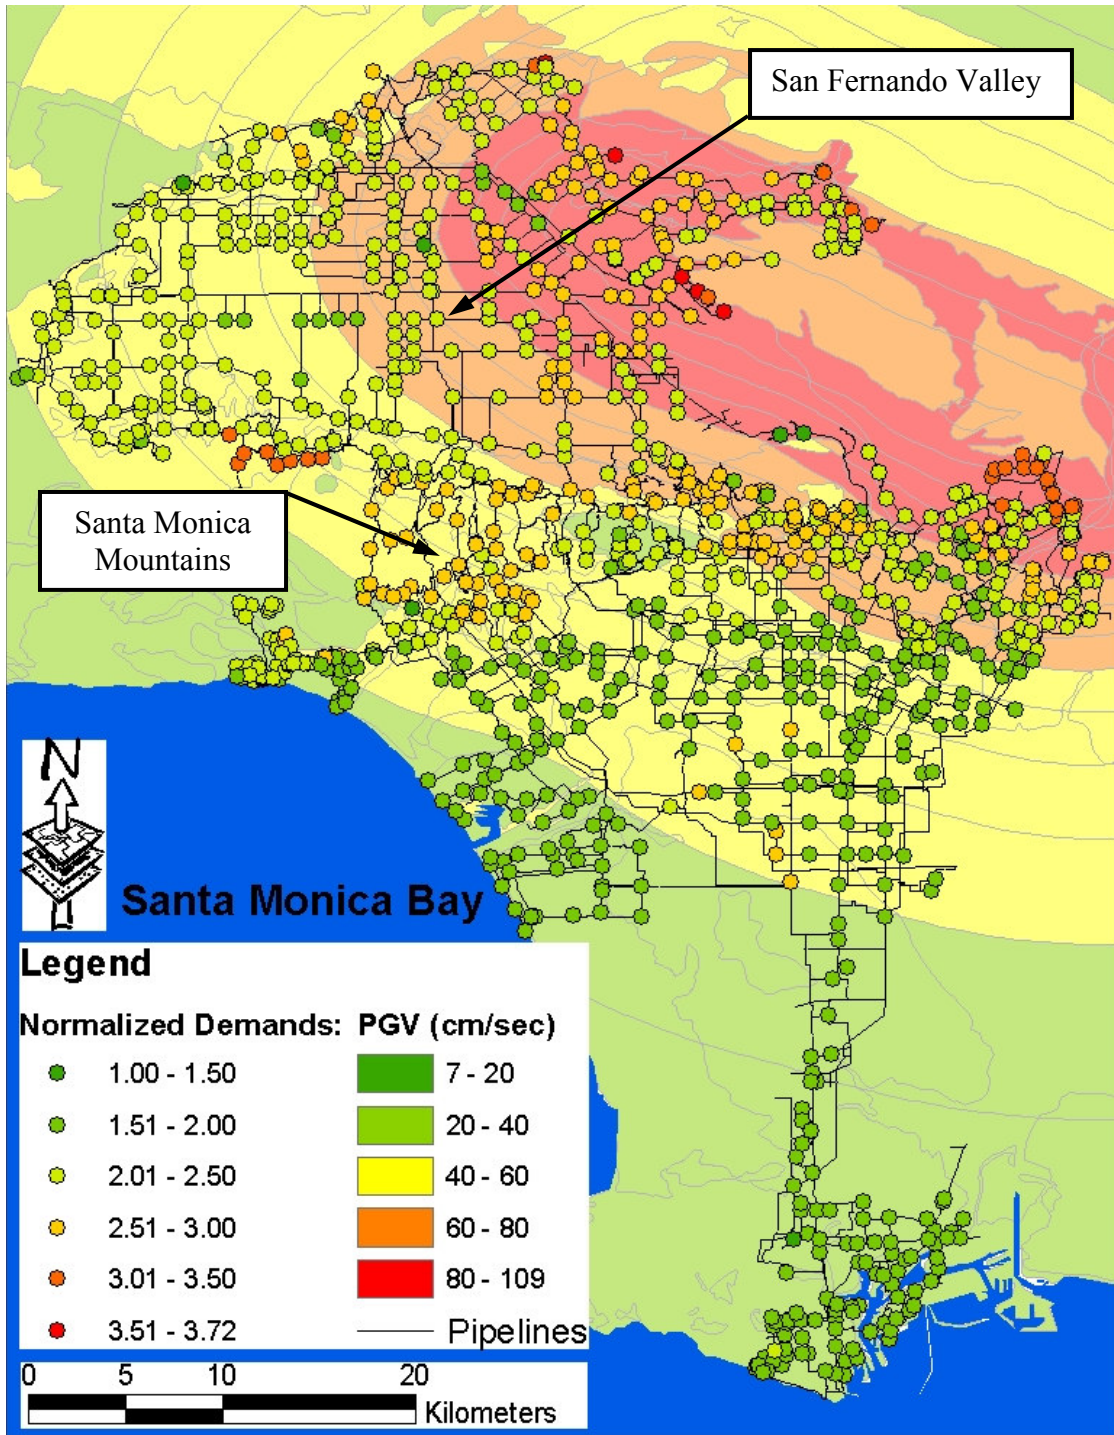 San Fernando Valley
Santa Monica
Mountains
N
Santa Monica Bay
Legend
Normalized Demands: PGV (cm/sec)
1.00 - 1.50 7 - 20
1.51 - 2.00 20 - 40
2.01 - 2.50 40 - 60
2.51 - 3.00 60 - 80
3.01 - 3.50 80 - 109
3.51 - 3.72 Pipelines
0 5 10 20
Kilometers